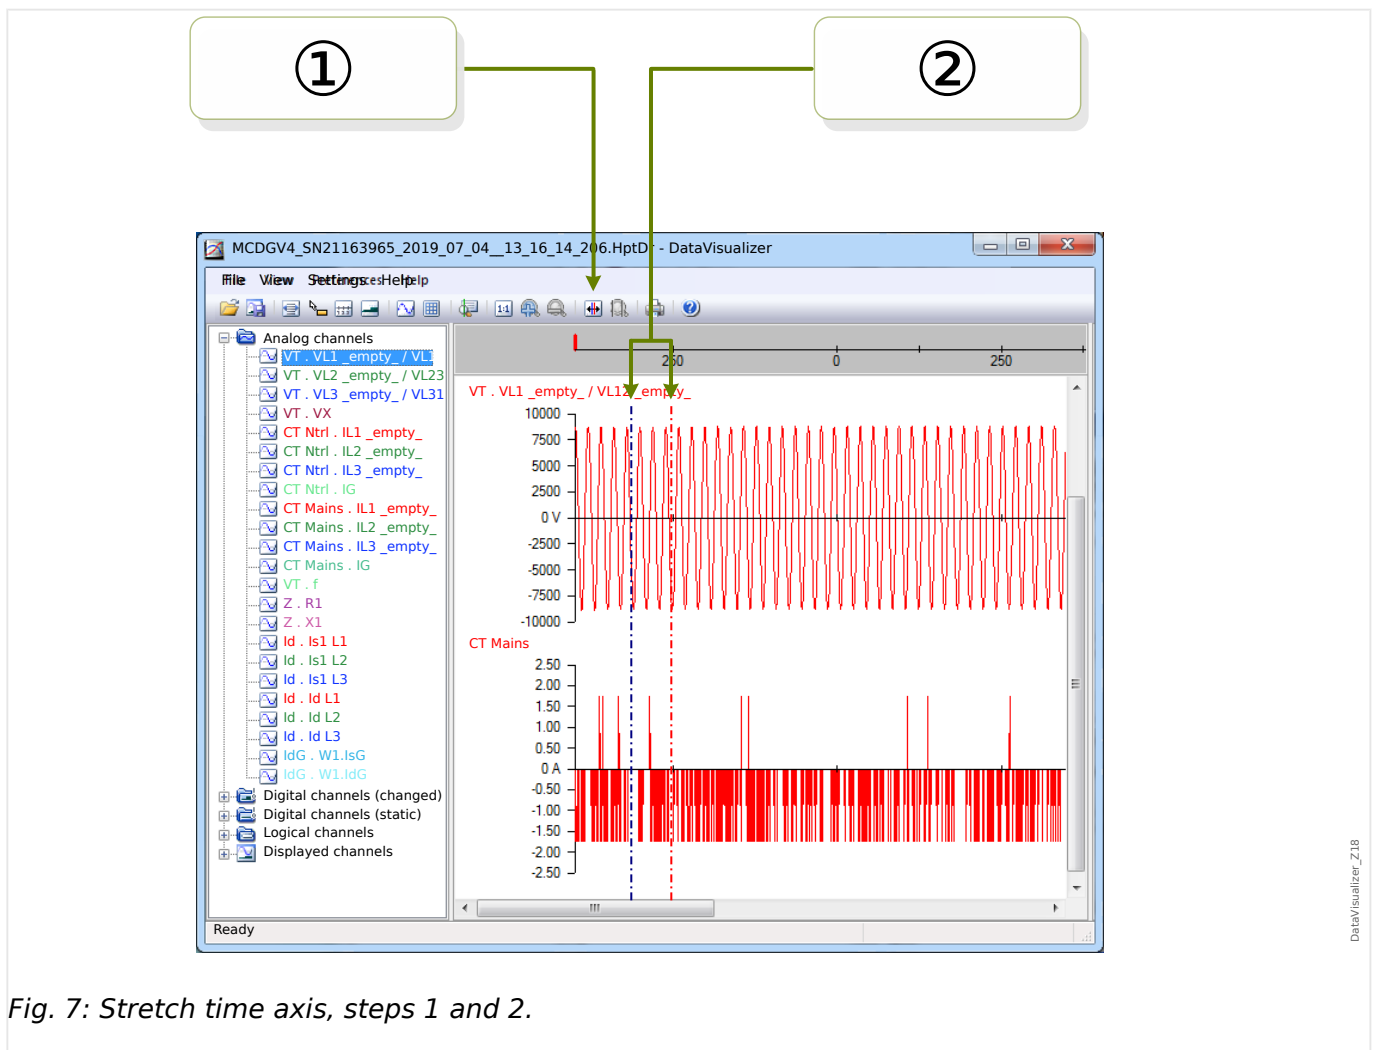 ①
②
MCDGV4_SN21163965_2019_07_04__13_16_14_206.HptDr - DataVisualizer
File View Settings Help
1:1
Analog channels
VT . VL1 _empty_ / VL1
VT . VL2 _empty_ / VL23
VT . VL3 _empty_ / VL31
VT . VX
CT Ntrl . IL1 _empty_
CT Ntrl . IL2 _empty_
CT Ntrl . IL3 _empty_
CT Ntrl . IG
CT Mains . IL1 _empty_
CT Mains . IL2 _empty_
CT Mains . IL3 _empty_
CT Mains . IG
VT . f
Z . R1
Z . X1
Id . Is1 L1
Id . Is1 L2
Id . Is1 L3
Id . Id L1
Id . Id L2
Id . Id L3
IdG . W1.IsG
IdG . W1.IdG
Digital channels (changed)
Digital channels (static)
Logical channels
Displayed channels
250 0 250
VT . VL1 _empty_ / VL12 _empty_
10000
7500
5000
2500
0 V
-2500
-5000
-7500
-10000
CT Mains
2.50
2.00
1.50
1.00
0.50
0 A
-0.50
-1.00
-1.50
-2.00
-2.50
Ready
DataVisualizer_Z18
Fig. 7: Stretch time axis, steps 1 and 2.